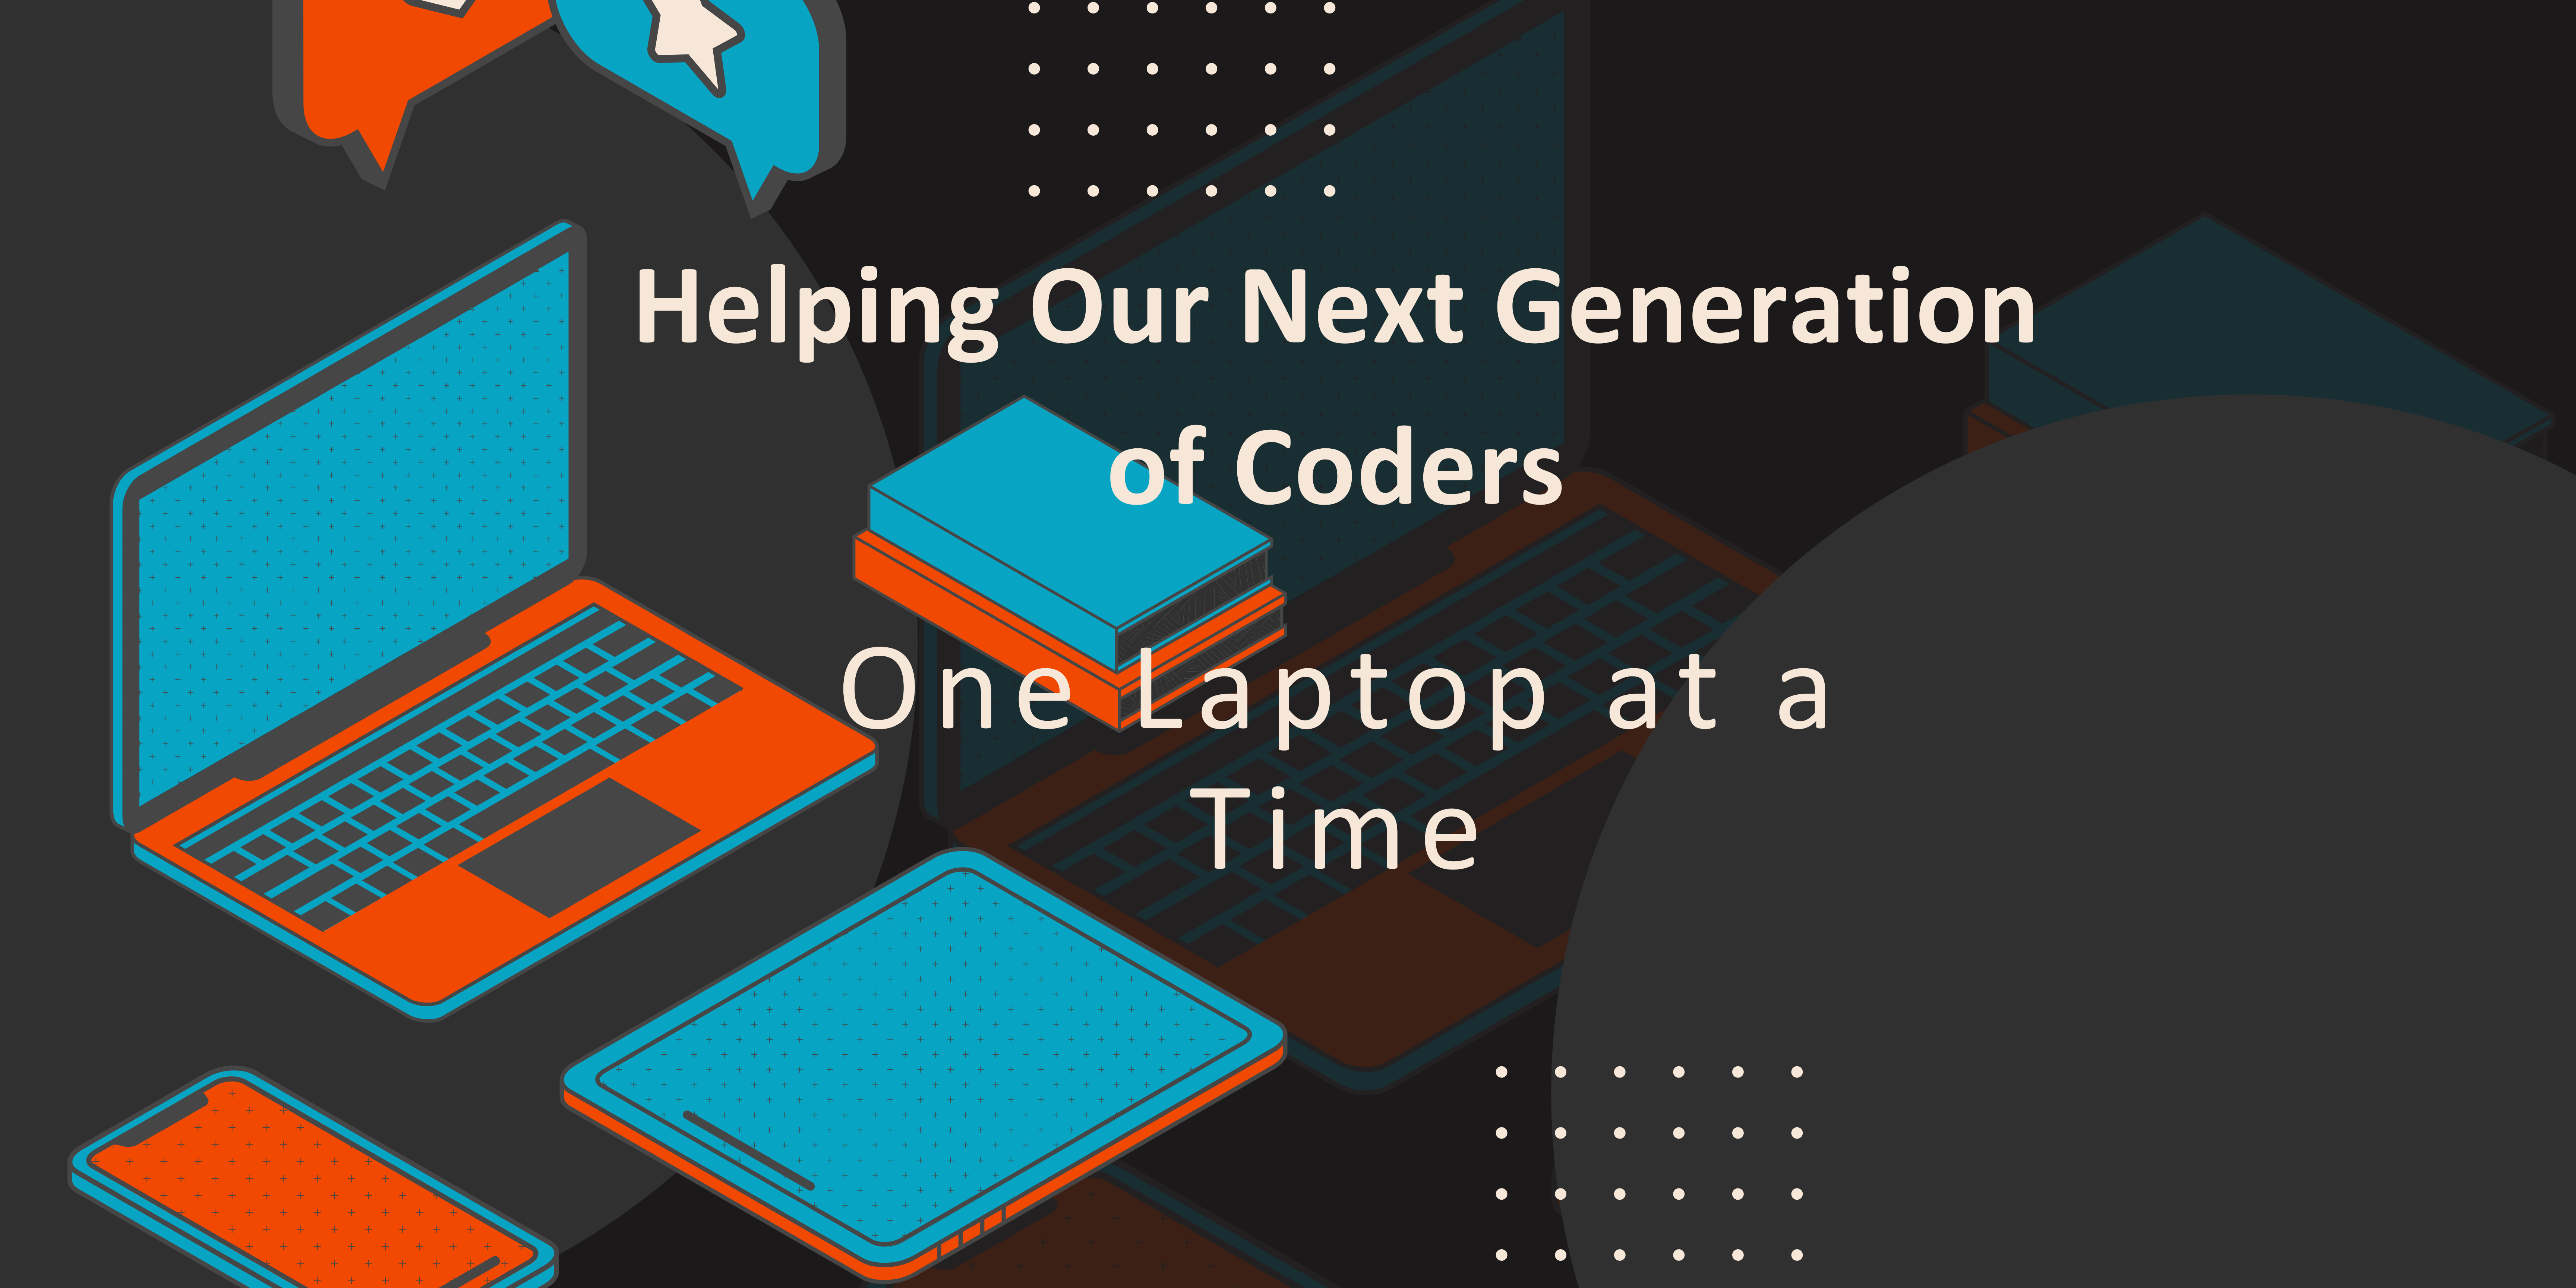 Helping Our Next Generation
of Coders
One Laptop at a
Time